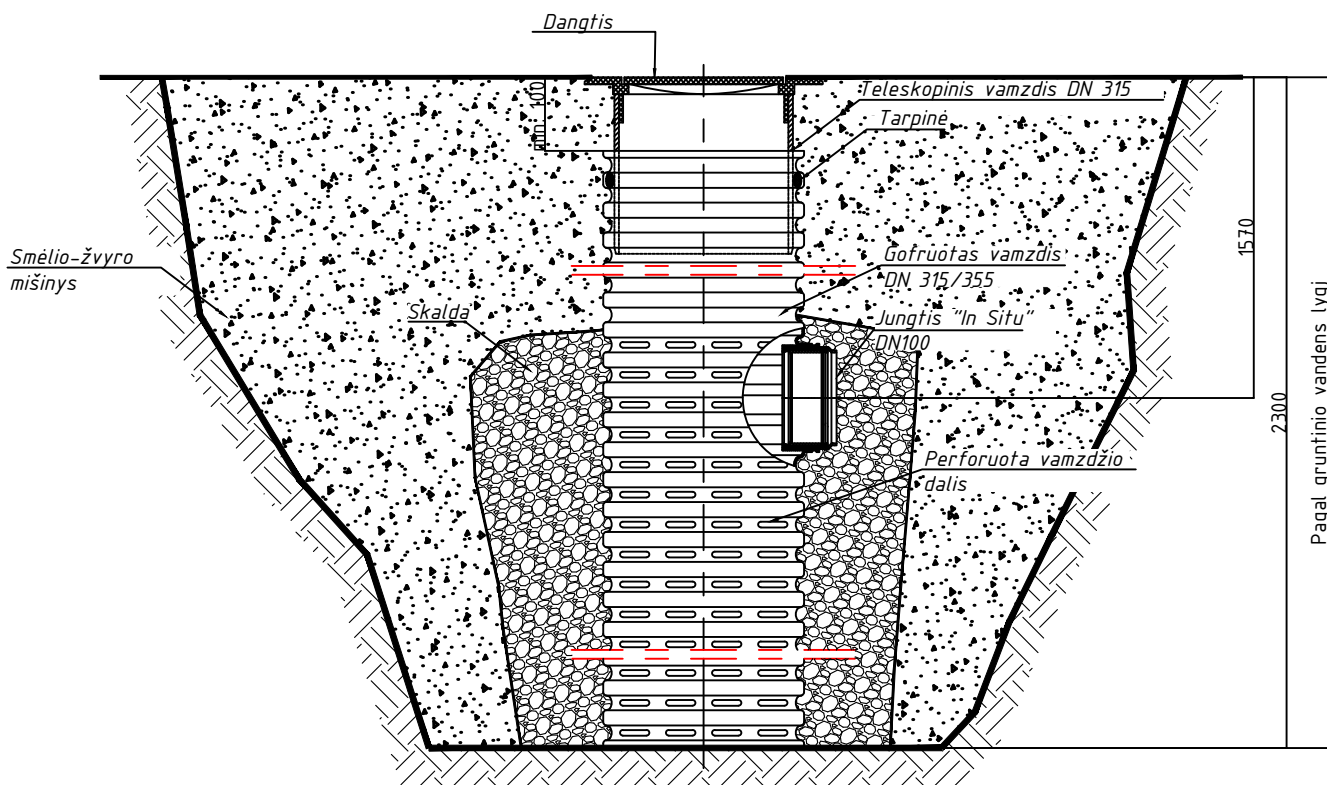 Dangtis
Teleskopinis vamzdis DN 315
Tarpinė
Smėlio-žvyro
mišinys
Skalda
Gofruotas vamzdis
DN 315/355
Jungtis "In Situ"
DN100
Perforuota vamzdžio
dalis
1570
2300
Pagal gruntinio vandens lygį